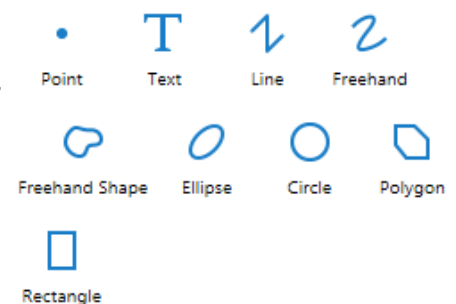 Point Text Line Freehand
Freehand Shape Ellipse Circle Polygon
Rectangle